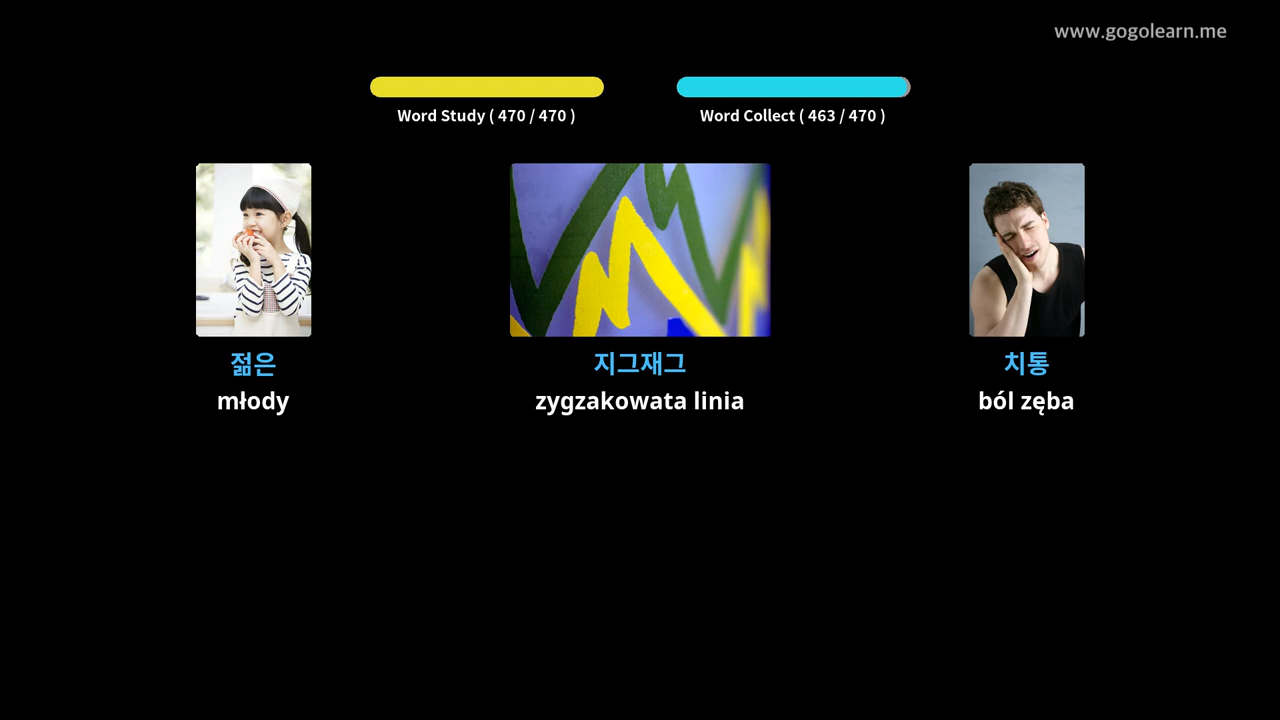 www.gogolearn.me
Word Study ( 470 / 470 )
Word Collect ( 463 / 470 )
젊은
młody
지그재그
zygzakowata linia
치통
ból zęba